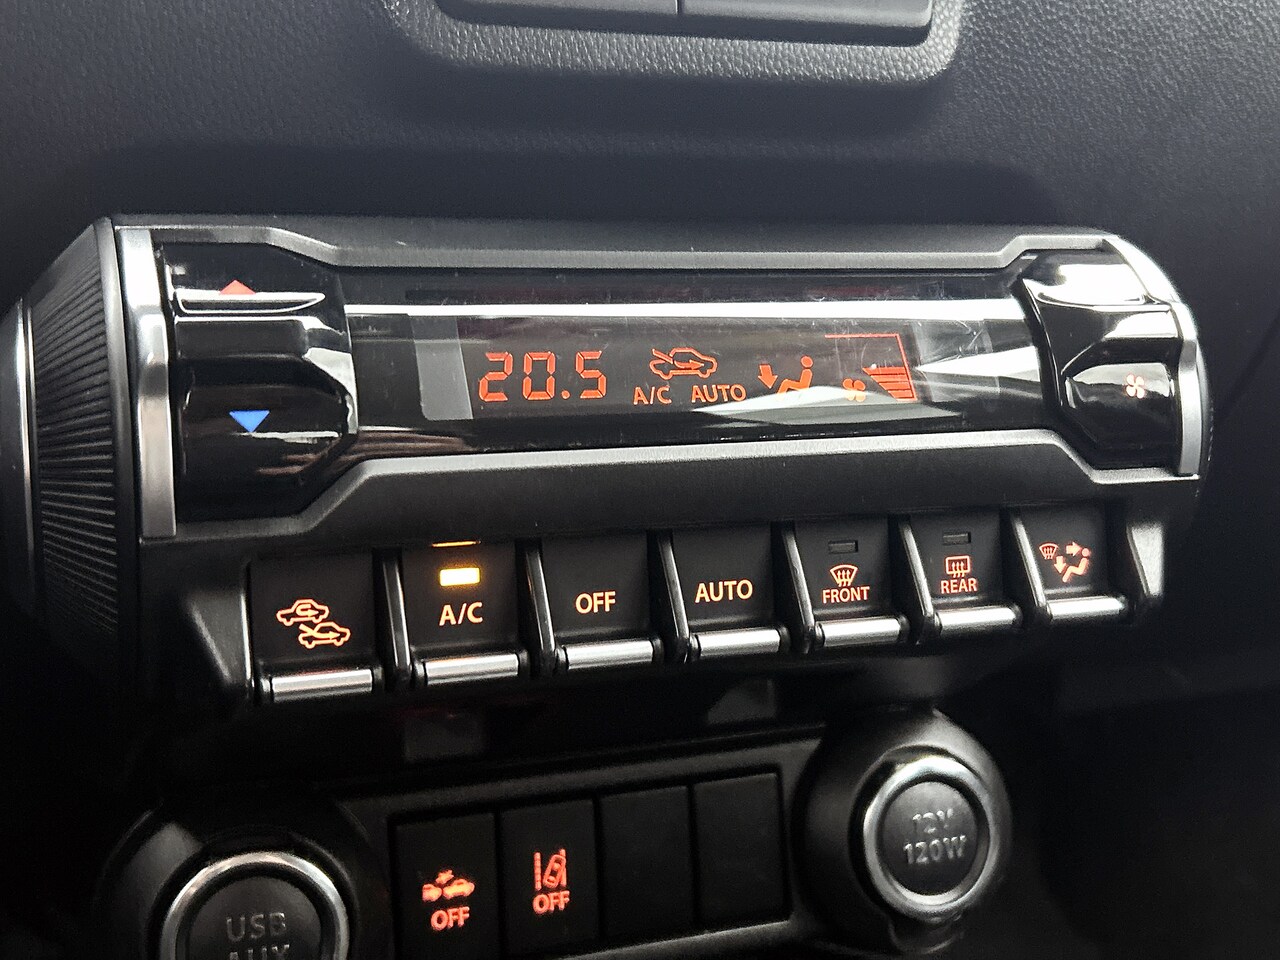 20.5
A/C AUTO
A/C
OFF
AUTO
FRONT
REAR
12V
120W
OFF
OFF
USB
AUX